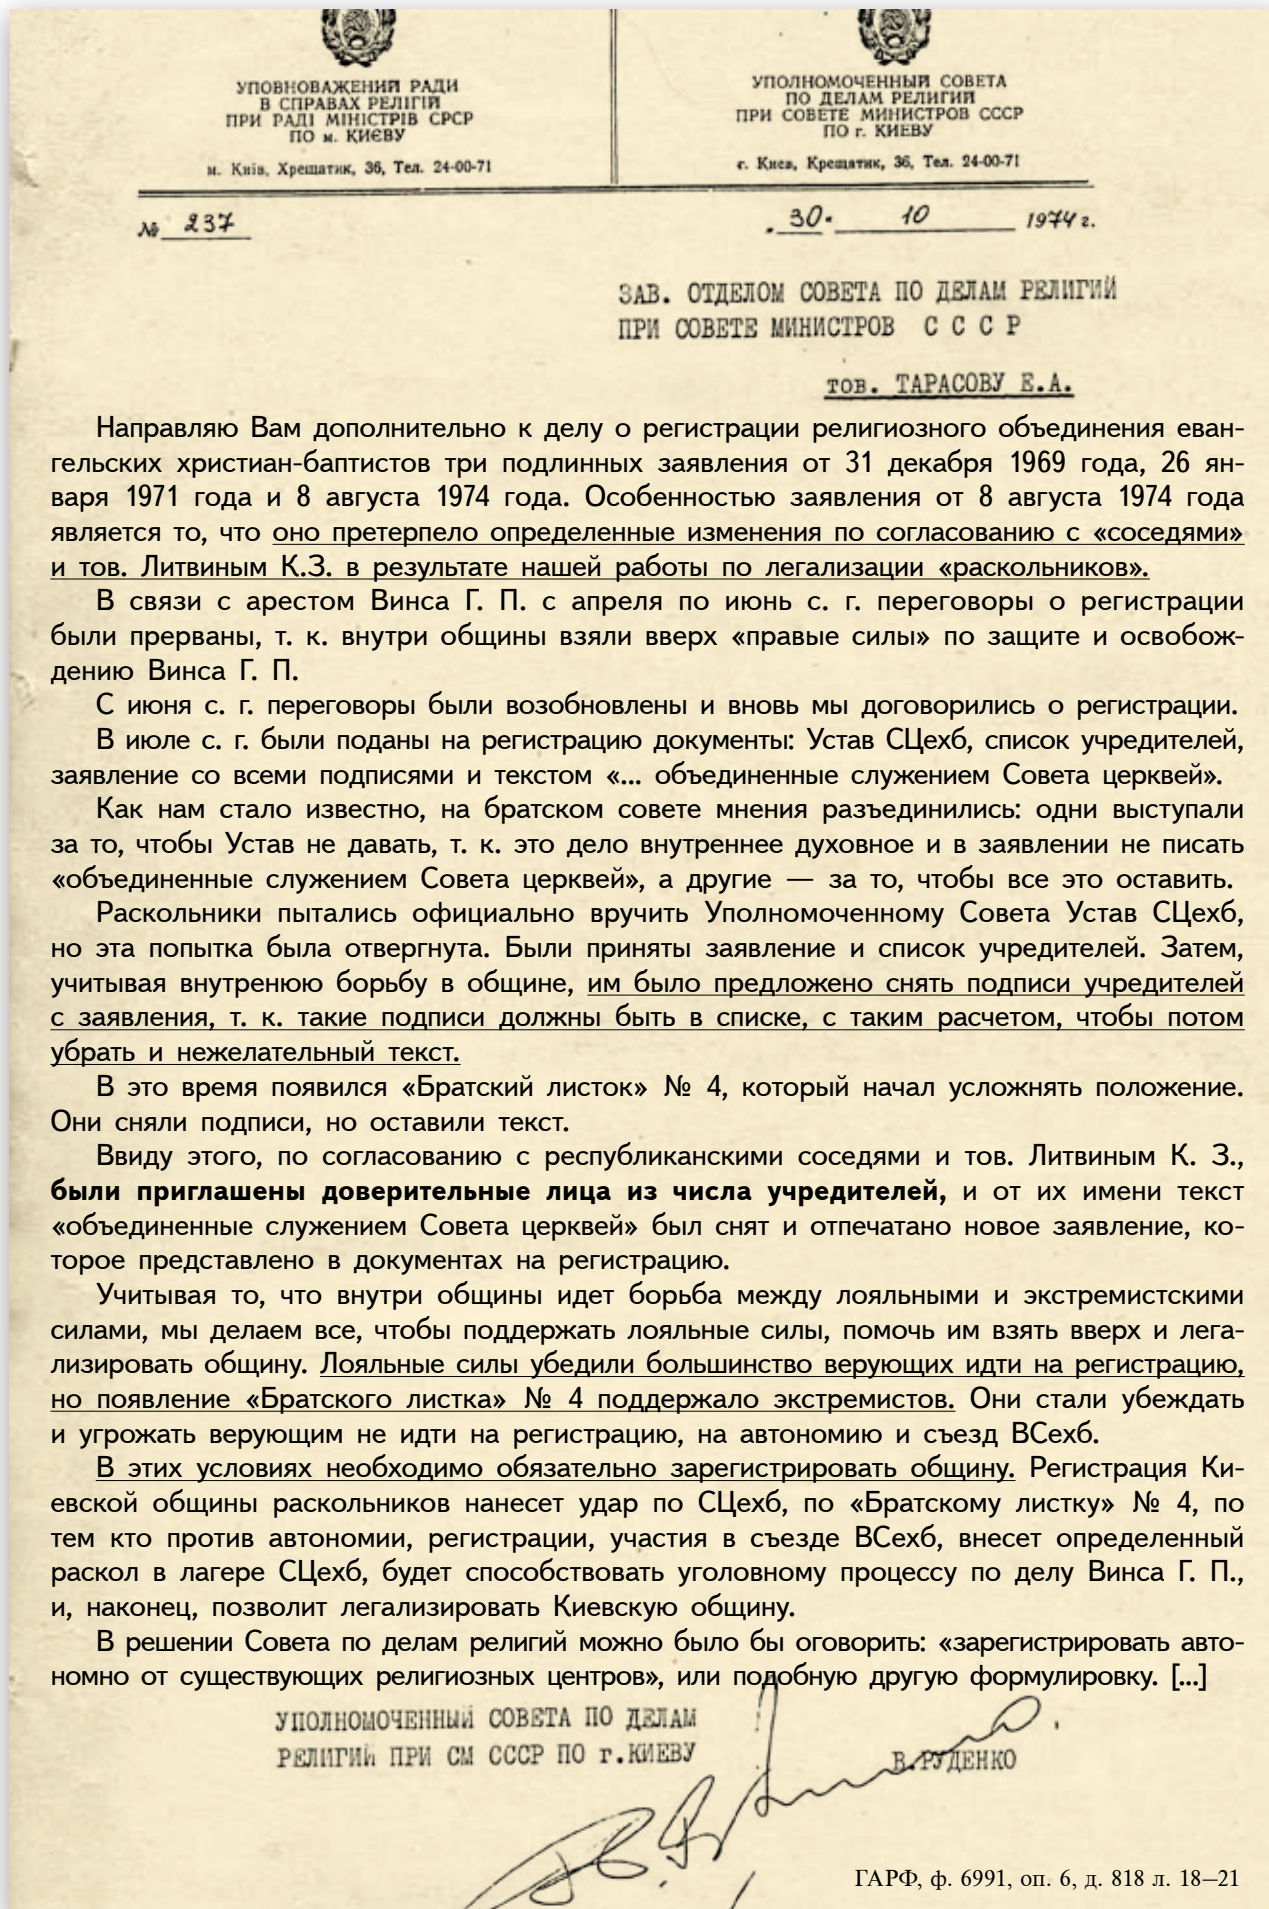 УПОВНОВАЖЕНИЙ РАДИ
В СПРАВАХ РЕЛІГІЙ
ПРИ РАДІ МІНІСТРІВ СРСР
ПО м. КИЄВУ
м. Київ, Хрещатик, 36, Тел. 24-00-71
УПОЛНОМОЧЕННЫЙ СОВЕТА
ПО ДЕЛАМ РЕЛИГИЙ
ПРИ СОВЕТЕ МИНИСТРОВ СССР
ПО г. КИЕВУ
г. Киев, Крещатик, 36, Тел. 24-00-71
№ 237
30. 10 1974 г.
ЗАВ. ОТДЕЛОМ СОВЕТА ПО ДЕЛАМ РЕЛИГИЙ
ПРИ СОВЕТЕ МИНИСТРОВ С С С Р
тов. ТАРАСОВУ Е.А.
Направляю Вам дополнительно к делу о регистрации религиозного объединения еван-
гельских христиан-баптистов три подлинных заявления от 31 декабря 1969 года, 26 ян-
варя 1971 года и 8 августа 1974 года. Особенностью заявления от 8 августа 1974 года
является то, что оно претерпело определенные изменения по согласованию с «соседями»
и тов. Литвиным К.З. в результате нашей работы по легализации «раскольников».
В связи с арестом Винса Г. П. с апреля по июнь с. г. переговоры о регистрации
были прерваны, т. к. внутри общины взяли вверх «правые силы» по защите и освобож-
дению Винса Г. П.
С июня с. г. переговоры были возобновлены и вновь мы договорились о регистрации.
В июле с. г. были поданы на регистрацию документы: Устав СЦехб, список учредителей,
заявление со всеми подписями и текстом «... объединенные служением Совета церквей».
Как нам стало известно, на братском совете мнения разъединились: одни выступали
за то, чтобы Устав не давать, т. к. это дело внутреннее духовное и в заявлении не писать
«объединенные служением Совета церквей», а другие — за то, чтобы все это оставить.
Раскольники пытались официально вручить Уполномоченному Совета Устав СЦехб,
но эта попытка была отвергнута. Были приняты заявление и список учредителей. Затем,
учитывая внутренюю борьбу в общине, им было предложено снять подписи учредителей
с заявления, т. к. такие подписи должны быть в списке, с таким расчетом, чтобы потом
убрать и нежелательный текст.
В это время появился «Братский листок» № 4, который начал усложнять положение.
Они сняли подписи, но оставили текст.
Ввиду этого, по согласованию с республиканскими соседями и тов. Литвиным К. З.,
были приглашены доверительные лица из числа учредителей, и от их имени текст
«объединенные служением Совета церквей» был снят и отпечатано новое заявление, ко-
торое представлено в документах на регистрацию.
Учитывая то, что внутри общины идет борьба между лояльными и экстремистскими
силами, мы делаем все, чтобы поддержать лояльные силы, помочь им взять вверх и лега-
лизировать общину. Лояльные силы убедили большинство верующих идти на регистрацию,
но появление «Братского листка» № 4 поддержало экстремистов. Они стали убеждать
и угрожать верующим не идти на регистрацию, на автономию и съезд ВСехб.
В этих условиях необходимо обязательно зарегистрировать общину. Регистрация Ки-
евской общины раскольников нанесет удар по СЦехб, по «Братскому листку» № 4, по
тем кто против автономии, регистрации, участия в съезде ВСехб, внесет определенный
раскол в лагере СЦехб, будет способствовать уголовному процессу по делу Винса Г. П.,
и, наконец, позволит легализировать Киевскую общину.
В решении Совета по делам религий можно было бы оговорить: «зарегистрировать авто-
номно от существующих религиозных центров», или подобную другую формулировку. [...]
УПОЛНОМОЧЕННЫЙ СОВЕТА ПО ДЕЛАМ
РЕЛИГИЙ ПРИ СМ СССР ПО г.КИЕВУ
В.РУДЕНКО
ГАРФ, ф. 6991, оп. 6, д. 818 л. 18—21